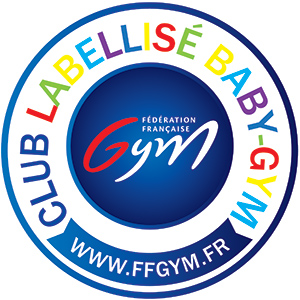 CLUB LABELLISÉ BABY-GYM
FÉDÉRATION
FRANÇAISE
Gym
WWW.FFGYM.FR